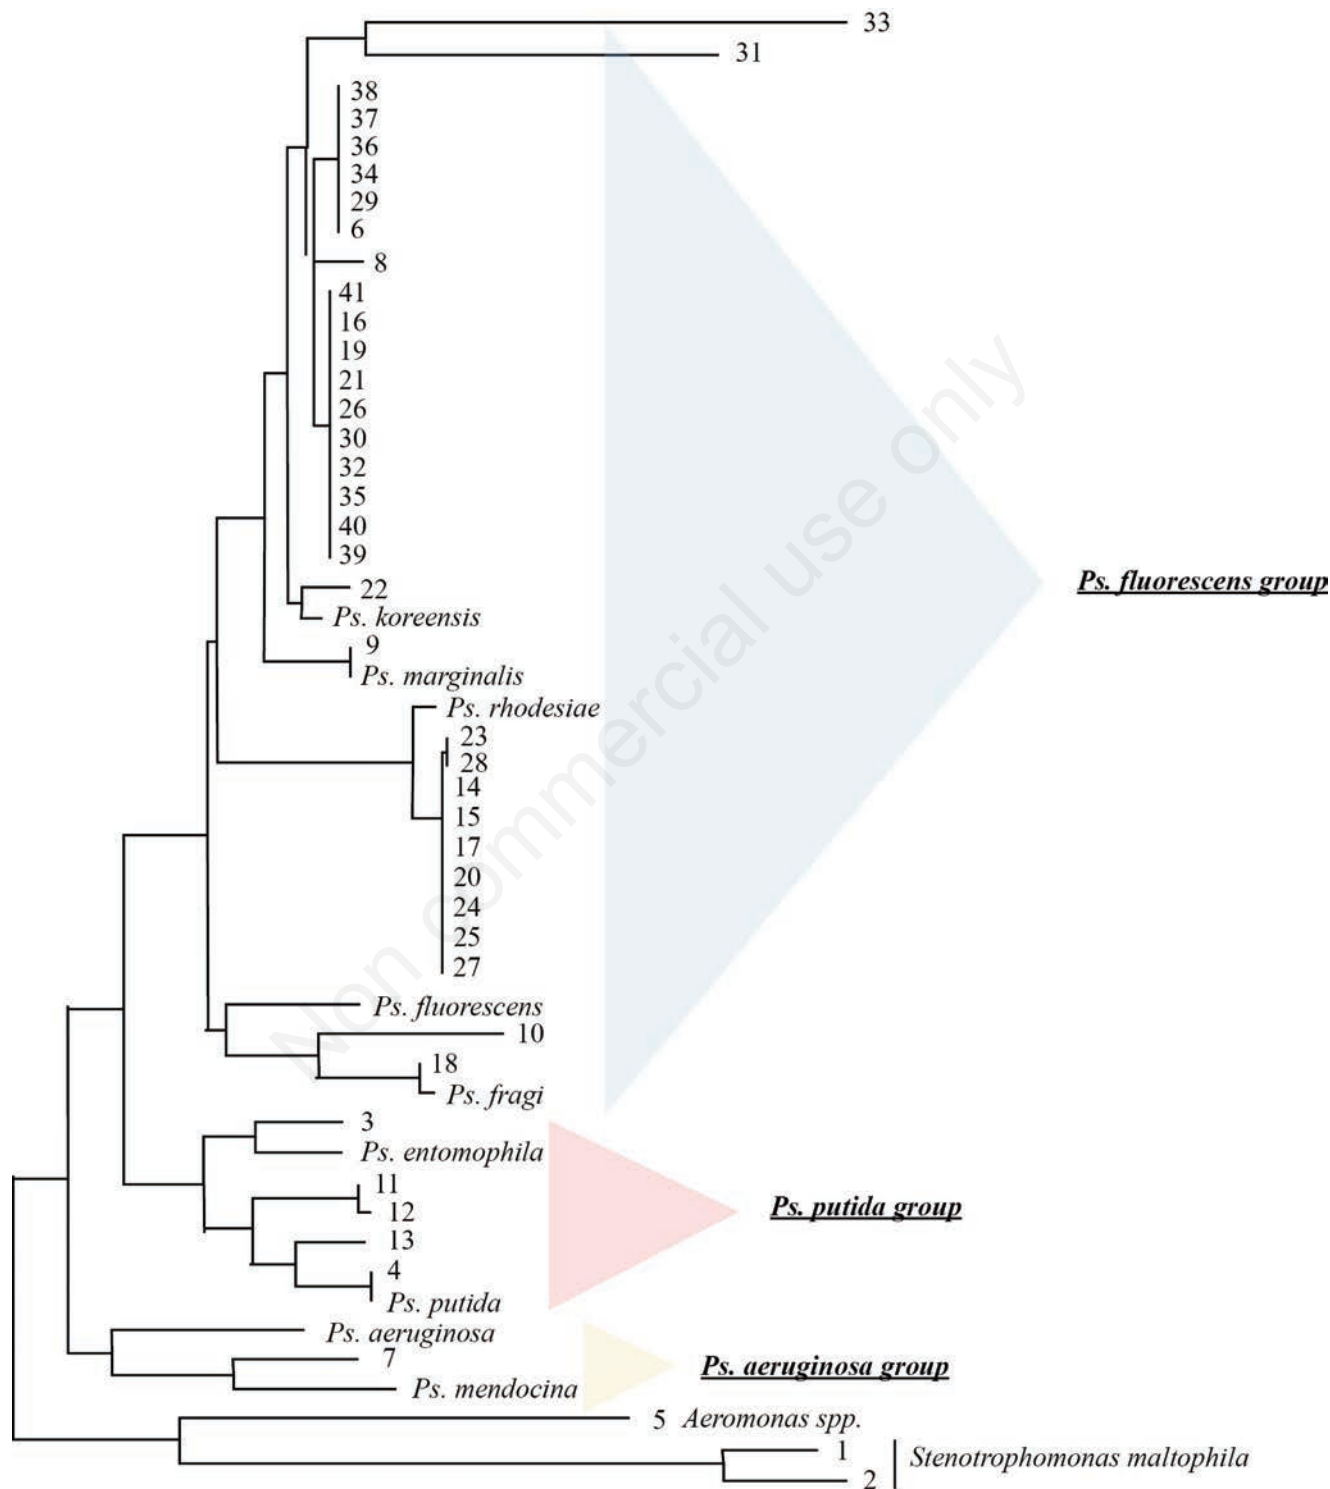 33
31
38
37
36
34
29
6
8
41
16
19
21
26
30
32
35
40
39
Ps. fluorescens group
22
Ps. koreensis
9
Ps. marginalis
Ps. rhodesiae
23
28
14
15
17
20
24
25
27
Ps. fluorescens
10
18
Ps. fragi
3
Ps. entomophila
11
12
Ps. putida group
13
4
Ps. putida
Ps. aeruginosa
7
Ps. aeruginosa group
Ps. mendocina
5 Aeromonas spp.
1
Stenotrophomonas maltophila
2
Non commercial use only